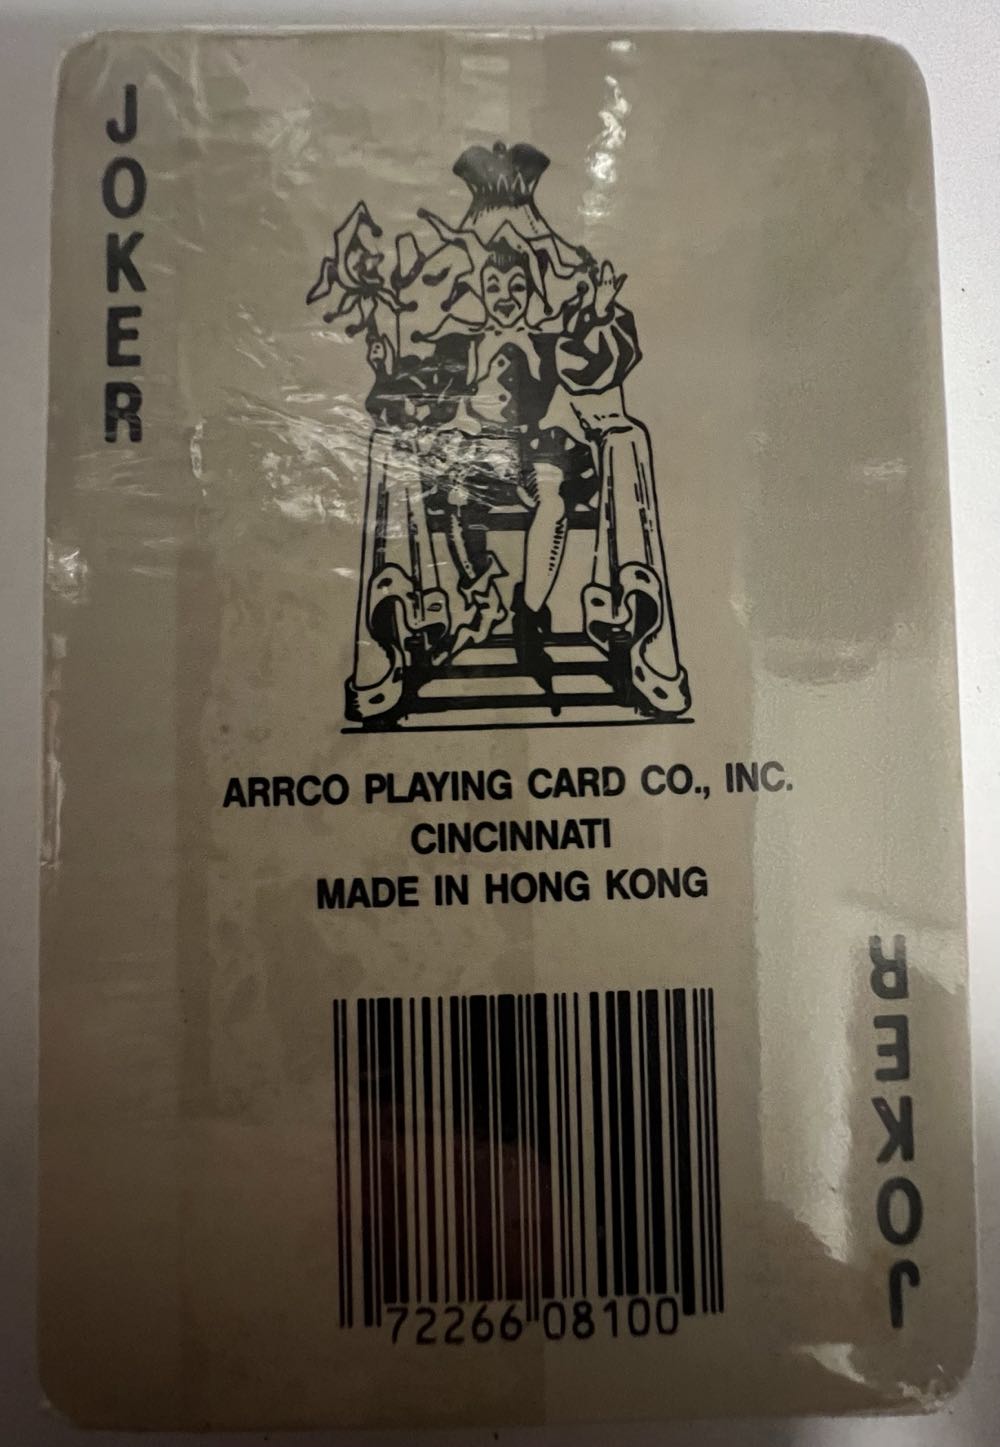 JOKER
ARRCO PLAYING CARD CO., INC.
CINCINNATI
MADE IN HONG KONG
JOKER
72266 08100